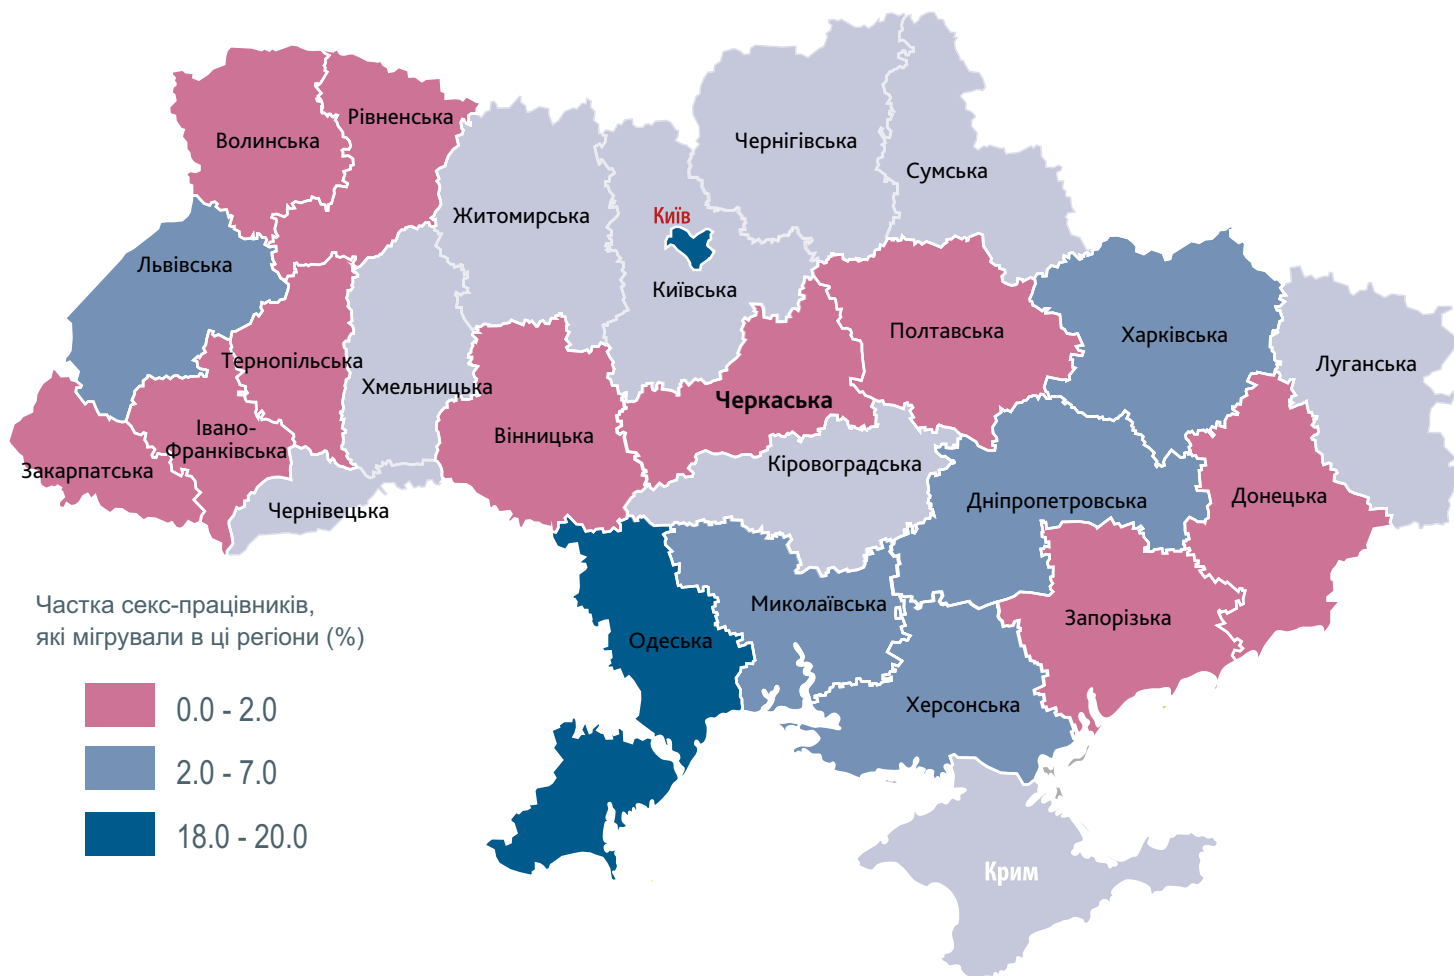 Волинська
Рівненська
Чернігівська
Сумська
Житомирська
Київ
Львівська
Київська
Полтавська
Харківська
Тернопільська
Хмельницька
Луганська
Черкаська
Івано-
Франківська
Вінницька
Закарпатська
Кіровоградська
Чернівецька
Дніпропетровська
Донецька
Миколаївська
Запорізька
Одеська
Херсонська
Крим
Частка секс-працівників,
які мігрували в ці регіони (%)
0.0 - 2.0
2.0 - 7.0
18.0 - 20.0